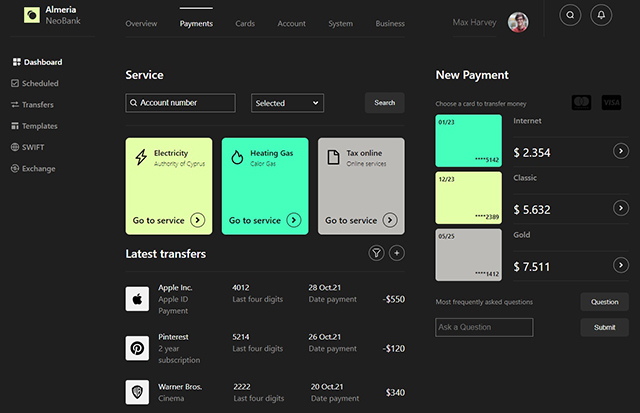 Almeria
NeoBank
Overview
Payments
Cards
Account
System
Business
Max Harvey
Dashboard
Scheduled
Transfers
Templates
SWIFT
Exchange
Service
Account number
Selected
Search
Electricity
Authority of Cyprus
Go to service
Heating Gas
Calor Gas
Go to service
Tax online
Online services
Go to service
Latest transfers
Apple Inc.
Apple ID
Payment
4012
Last four digits
28 Oct.21
Date payment
-$550
Pinterest
2 year
subscription
5214
Last four digits
26 Oct.21
Date payment
-$120
Warner Bros.
Cinema
2222
Last four digits
20 Oct.21
Date payment
$340
New Payment
Choose a card to transfer money
VISA
01/23
****5142
Internet
$ 2.354
12/23
****2389
Classic
$ 5.632
05/25
****1412
Gold
$ 7.511
Most frequently asked questions
Question
Ask a Question
Submit